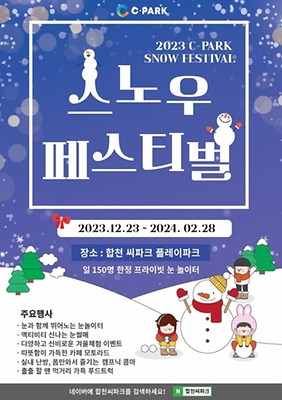 C·PARK
2023 C-PARK
SNOW FESTIVAL
스노우
페스티벌
2023.12.23 ~ 2024. 02.28
장소 : 합천 씨파크 플레이파크
일 150명 한정 프라이빗 눈 놀이터
주요행사
- 눈과 함께 뛰어노는 눈놀이터
- 액티비티 신나는 눈썰매
- 다양하고 신비로운 겨울체험 이벤트
- 따뜻함이 가득한 카페 모토라드
- 실내 난방, 품안와서 즐기는 캠프닉 콤마
- 출출 할 땐 먹거리 가득 푸드트럭
네이버에 합천씨파크를 검색하세요!
N 합천씨파크